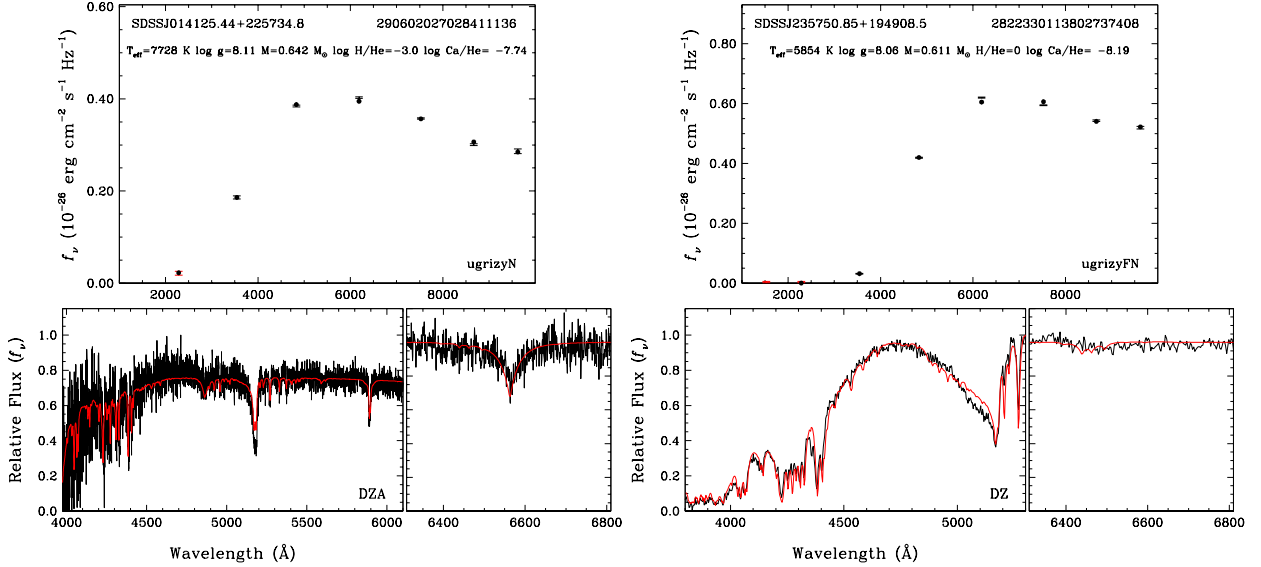 SDSSJ014125.44+225734.8 2906020270284111136
T_eff=7728 K log g=8.11 M=0.642 M_⊙ log H/He=−3.0 log Ca/He= −7.74
f_ν (10^−26 erg cm^−2 s^−1 Hz^−1)
0.60
0.40
0.20
0.00
ugrizyN
2000 4000 6000 8000
Relative Flux (f_ν)
1.0
0.8
0.6
0.4
0.2
0.0
DZA
4000 4500 5000 5500 6000
6400 6600 6800
Wavelength (Å)
SDSSJ235750.85+194908.5 2822330113802737408
T_eff=5854 K log g=8.06 M=0.611 M_⊙ H/He=0 log Ca/He= −8.19
f_ν (10^−26 erg cm^−2 s^−1 Hz^−1)
0.80
0.60
0.40
0.20
0.00
ugrizyFN
2000 4000 6000 8000
Relative Flux (f_ν)
1.0
0.8
0.6
0.4
0.2
0.0
DZ
4000 4500 5000
6400 6600 6800
Wavelength (Å)